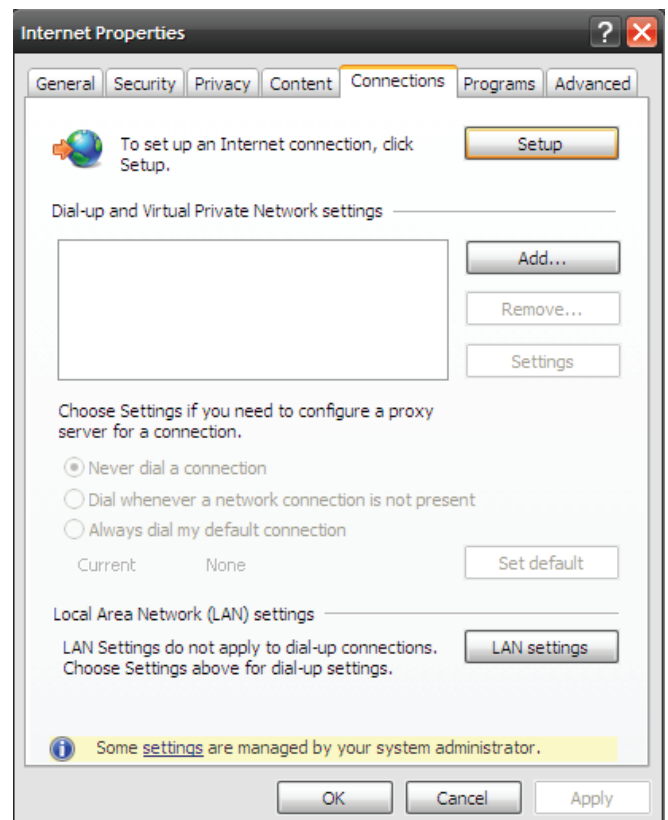 Internet Properties
?
General Security Privacy Content Connections Programs Advanced
To set up an Internet connection, click
Setup.
Setup
Dial-up and Virtual Private Network settings
Add...
Remove...
Settings
Choose Settings if you need to configure a proxy
server for a connection.
Never dial a connection
Dial whenever a network connection is not present
Always dial my default connection
Current None
Set default
Local Area Network (LAN) settings
LAN Settings do not apply to dial-up connections.
Choose Settings above for dial-up settings.
LAN settings
Some settings are managed by your system administrator.
OK Cancel Apply